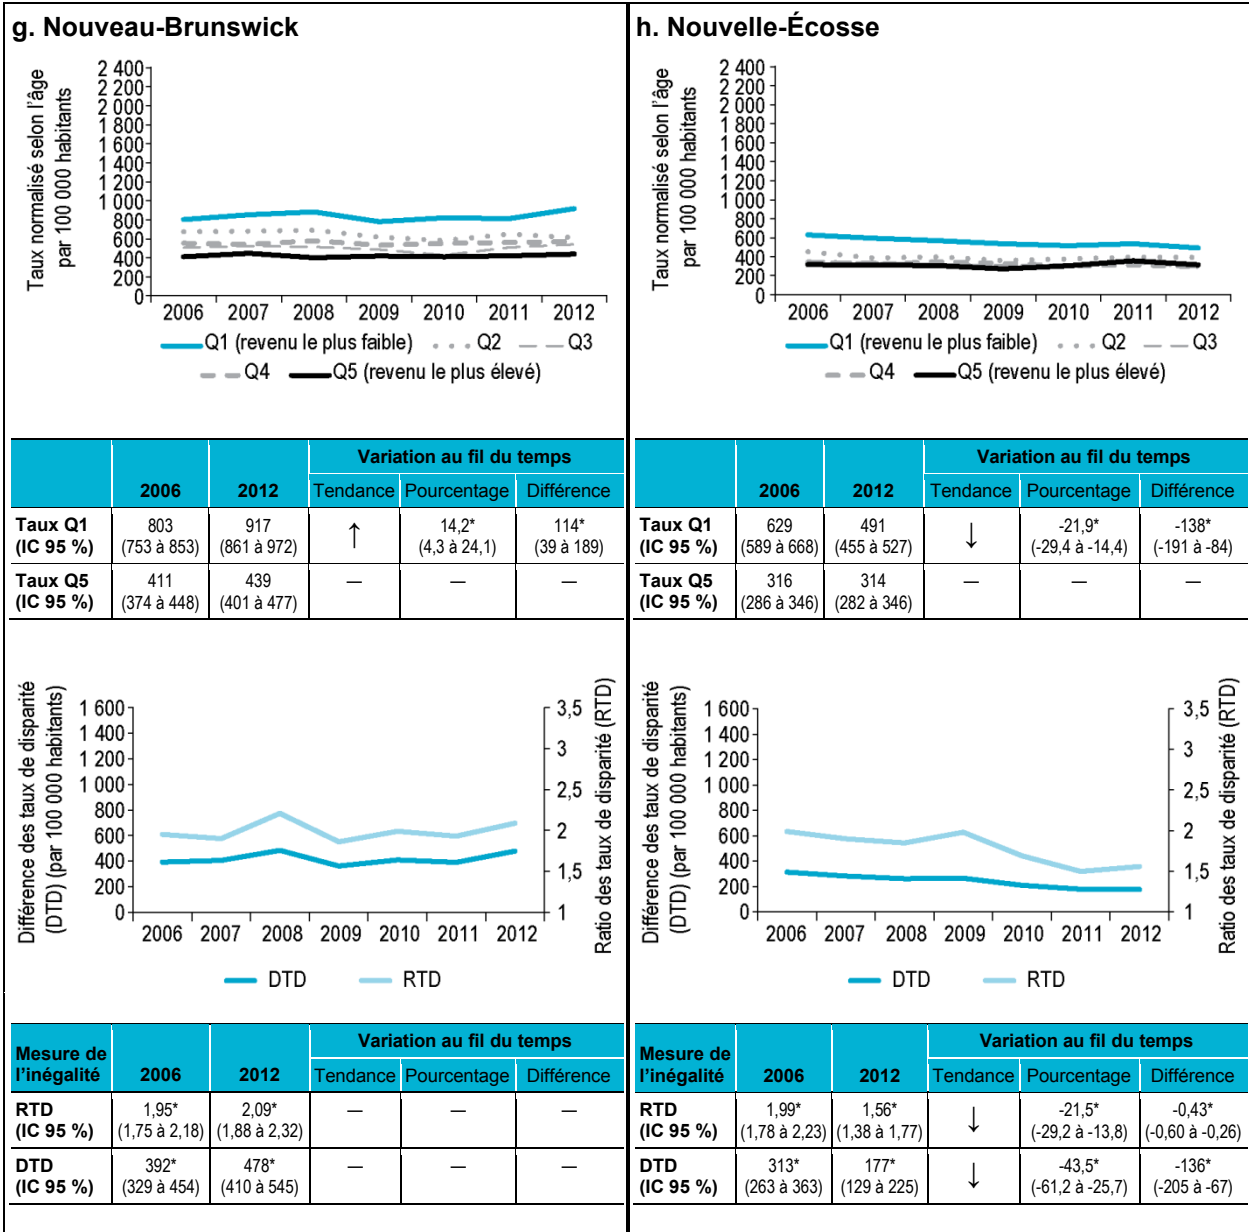 g. Nouveau-Brunswick
Taux normalisé selon l'âge
par 100 000 habitants
2 400
2 200
2 000
1 800
1 600
1 400
1 200
1 000
800
600
400
200
0
2006 2007 2008 2009 2010 2011 2012
Q1 (revenu le plus faible) Q2 Q3
Q4 Q5 (revenu le plus élevé)
Variation au fil du temps
2006 2012 Tendance Pourcentage Différence
Taux Q1 803 917 ↑ 14,2* 114*
(IC 95 %) (753 à 853) (861 à 972) (4,3 à 24,1) (39 à 189)
Taux Q5 411 439 — — —
(IC 95 %) (374 à 448) (401 à 477)
Différence des taux de disparité
(DTD) (par 100 000 habitants)
1 600
1 400
1 200
1 000
800
600
400
200
0
3,5
3
2,5
2
1,5
1
Ratio des taux de disparité (RTD)
2006 2007 2008 2009 2010 2011 2012
DTD RTD
Mesure de l'inégalité 2006 2012 Variation au fil du temps
Tendance Pourcentage Différence
RTD 1,95* 2,09* — — —
(IC 95 %) (1,75 à 2,18) (1,88 à 2,32)
DTD 392* 478* — — —
(IC 95 %) (329 à 454) (410 à 545)
h. Nouvelle-Écosse
Taux normalisé selon l'âge
par 100 000 habitants
2 400
2 200
2 000
1 800
1 600
1 400
1 200
1 000
800
600
400
200
0
2006 2007 2008 2009 2010 2011 2012
Q1 (revenu le plus faible) Q2 Q3
Q4 Q5 (revenu le plus élevé)
Variation au fil du temps
2006 2012 Tendance Pourcentage Différence
Taux Q1 629 491 ↓ -21,9* -138*
(IC 95 %) (589 à 668) (455 à 527) (-29,4 à -14,4) (-191 à -84)
Taux Q5 316 314 — — —
(IC 95 %) (286 à 346) (282 à 346)
Différence des taux de disparité
(DTD) (par 100 000 habitants)
1 600
1 400
1 200
1 000
800
600
400
200
0
3,5
3
2,5
2
1,5
1
Ratio des taux de disparité (RTD)
2006 2007 2008 2009 2010 2011 2012
DTD RTD
Mesure de l'inégalité 2006 2012 Variation au fil du temps
Tendance Pourcentage Différence
RTD 1,99* 1,56* ↓ -21,5* -0,43*
(IC 95 %) (1,78 à 2,23) (1,38 à 1,77) (-29,2 à -13,8) (-0,60 à -0,26)
DTD 313* 177* ↓ -43,5* -136*
(IC 95 %) (263 à 363) (129 à 225) (-61,2 à -25,7) (-205 à -67)